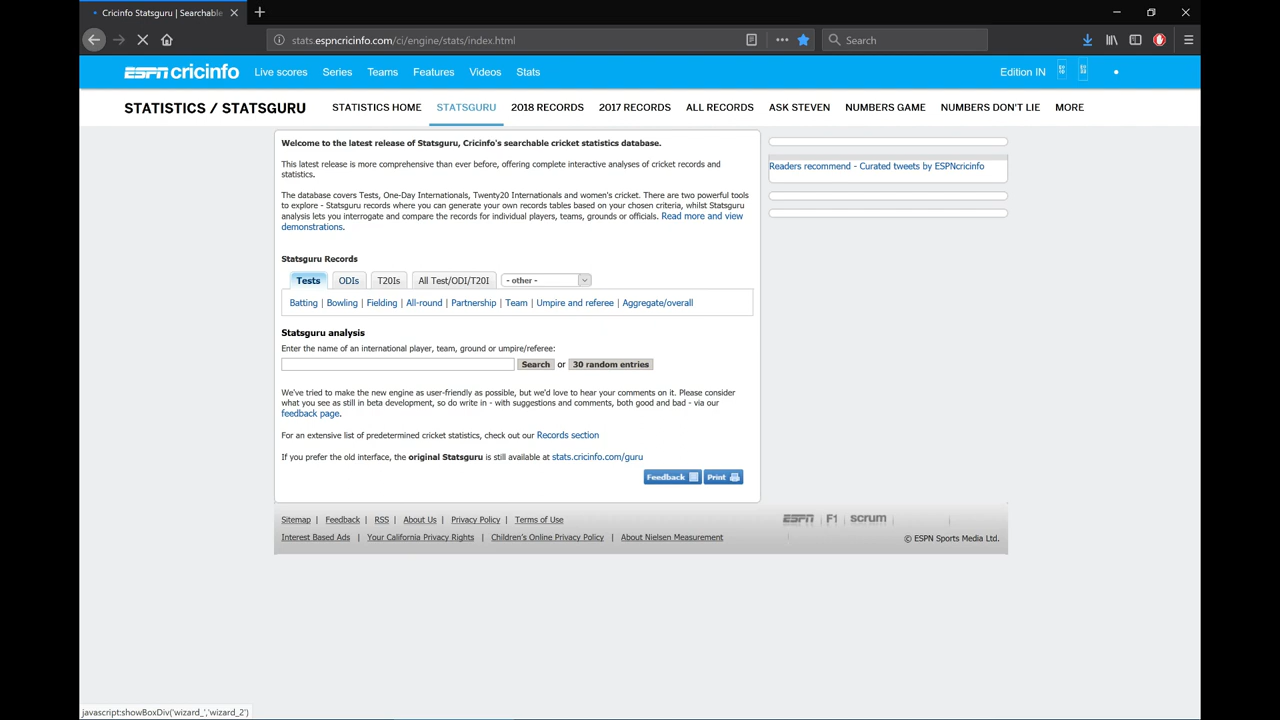 Cricinfo Statsguru | Searchable
stats.espncricinfo.com/ci/engine/stats/index.html
Search
ESPN cricinfo Live scores Series Teams Features Videos Stats Edition IN
STATISTICS / STATSGURU STATISTICS HOME STATSGURU 2018 RECORDS 2017 RECORDS ALL RECORDS ASK STEVEN NUMBERS GAME NUMBERS DON'T LIE MORE
Welcome to the latest release of Statsguru, Cricinfo's searchable cricket statistics database.
This latest release is more comprehensive than ever before, offering complete interactive analyses of cricket records and
statistics.
The database covers Tests, One-Day Internationals, Twenty20 Internationals and women's cricket. There are two powerful tools
to explore - Statsguru records where you can generate your own records tables based on your chosen criteria, whilst Statsguru
analysis lets you interrogate and compare the records for individual players, teams, grounds or officials. Read more and view
demonstrations.
Readers recommend - Curated tweets by ESPNcricinfo
Statsguru Records
Tests ODIs T20Is All Test/ODI/T20I - other -
Batting | Bowling | Fielding | All-round | Partnership | Team | Umpire and referee | Aggregate/overall
Statsguru analysis
Enter the name of an international player, team, ground or umpire/referee:
Search or 30 random entries
We've tried to make the new engine as user-friendly as possible, but we'd love to hear your comments on it. Please consider
what you see as still in beta development, so do write in - with suggestions and comments, both good and bad - via our
feedback page.
For an extensive list of predetermined cricket statistics, check out our Records section
If you prefer the old interface, the original Statsguru is still available at stats.cricinfo.com/guru
Feedback Print
Sitemap | Feedback | RSS | About Us | Privacy Policy | Terms of Use ESPN F1 scrum
Interest Based Ads | Your California Privacy Rights | Children's Online Privacy Policy | About Nielsen Measurement © ESPN Sports Media Ltd.
javascript:showBoxDiv('wizard_','wizard_2')